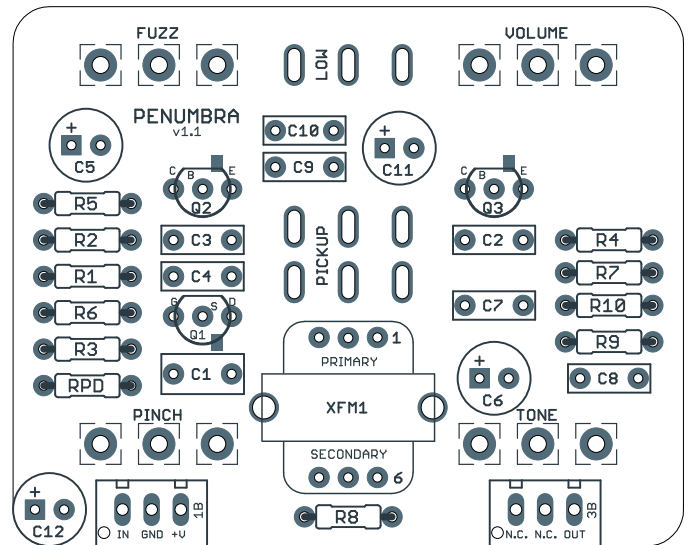 FUZZ
VOLUME
LOW
PENUMBRA
v1.1
+
C5
C10
C9
+
C11
C B E
Q2
C B E
Q3
R5
R2
R1
R6
R3
RPD
C3
C4
G S D
Q1
C1
PICKUP
C2
C7
R4
R7
R10
R9
C8
+
C6
1
PRIMARY
XFM1
SECONDARY
6
PINCH
TONE
+
C12
IN GND +V
1B
R8
N.C. N.C. OUT
3B